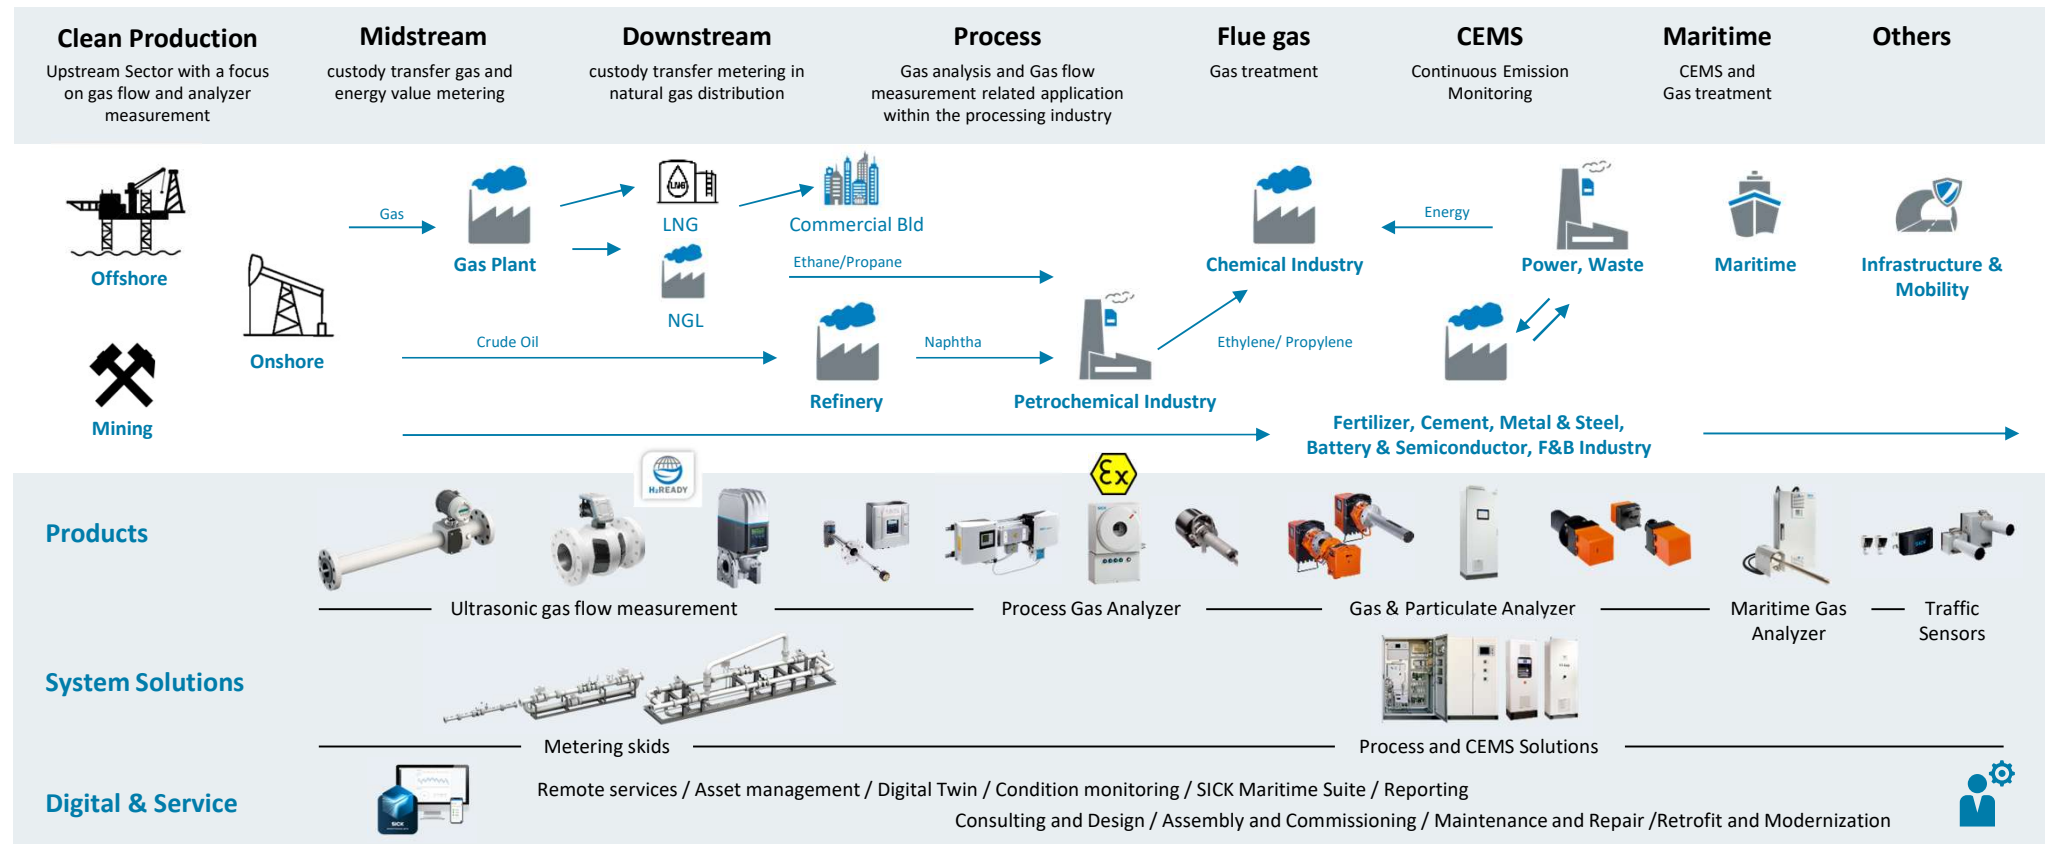 Clean Production
Upstream Sector with a focus
on gas flow and analyzer
measurement
Midstream
custody transfer gas and
energy value metering
Downstream
custody transfer metering in
natural gas distribution
Process
Gas analysis and Gas flow
measurement related application
within the processing industry
Flue gas
Gas treatment
CEMS
Continuous Emission
Monitoring
Maritime
CEMS and
Gas treatment
Others
Offshore
Onshore
Mining
Gas
Gas Plant
LNG
LNG
Commercial Bld
NGL
Ethane/Propane
Crude Oil
Refinery
Naphtha
Petrochemical Industry
Chemical Industry
Ethylene/ Propylene
Energy
Power, Waste
Maritime
Infrastructure &
Mobility
Fertilizer, Cement, Metal & Steel,
Battery & Semiconductor, F&B Industry
H₂READY
Ex
Products
SICK
Ultrasonic gas flow measurement
Process Gas Analyzer
Gas & Particulate Analyzer
Maritime Gas
Analyzer
Traffic
Sensors
System Solutions
Metering skids
Process and CEMS Solutions
Digital & Service
SICK
Remote services / Asset management / Digital Twin / Condition monitoring / SICK Maritime Suite / Reporting
Consulting and Design / Assembly and Commissioning / Maintenance and Repair /Retrofit and Modernization